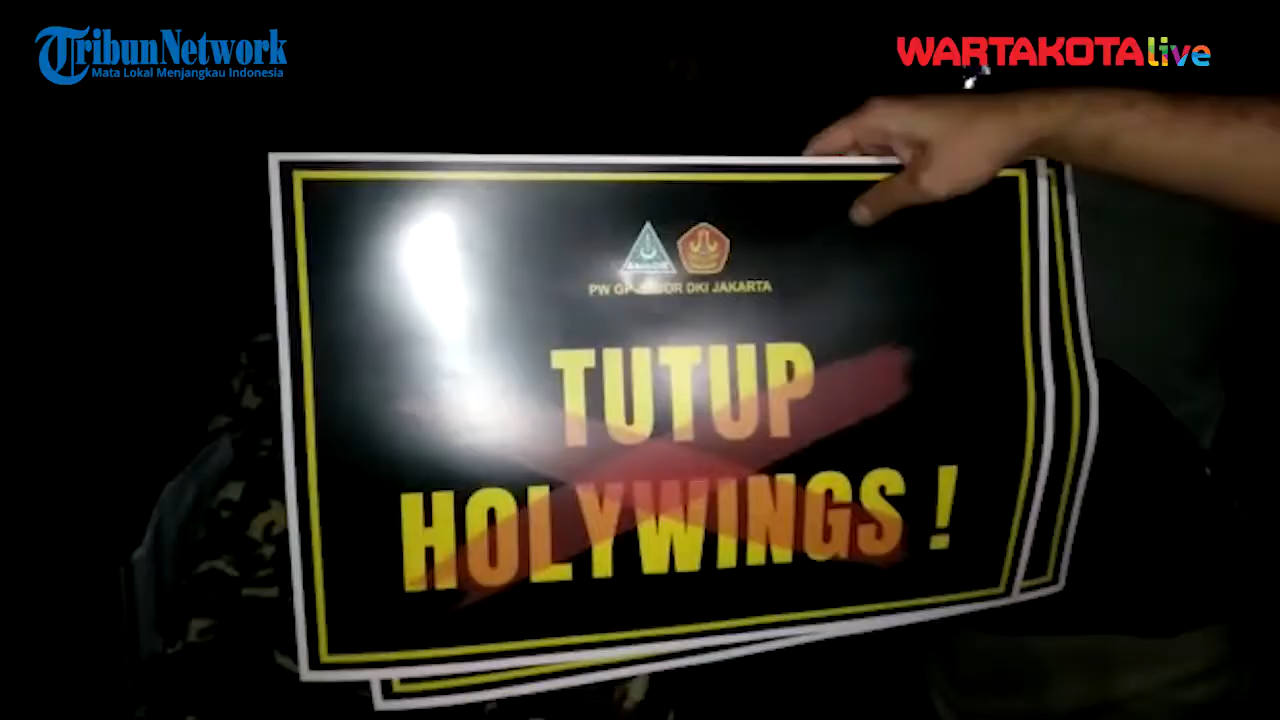 TribunNetwork
Mata Lokal Menjangkau Indonesia
WARTAKOTAlive
PW GP ANSOR DKI JAKARTA
TUTUP
HOLYWINGS !